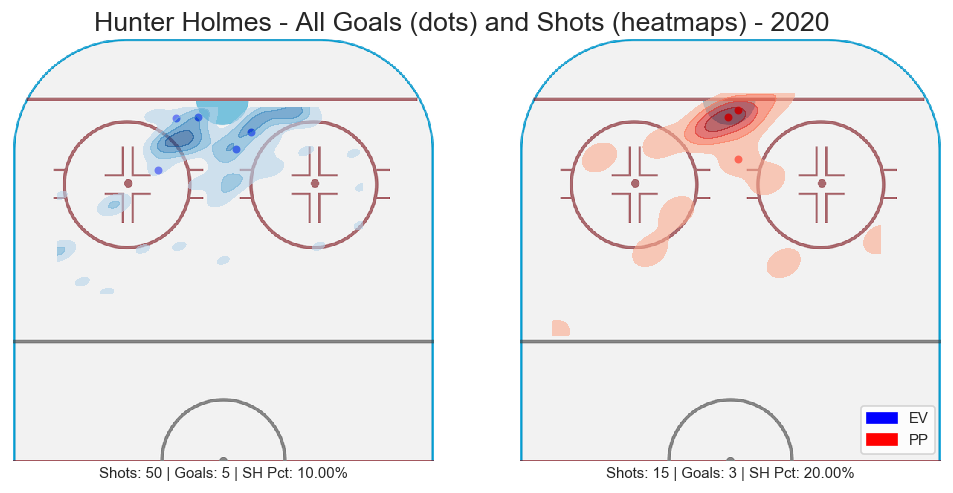 Hunter Holmes - All Goals (dots) and Shots (heatmaps) - 2020
EV
PP
Shots: 50 | Goals: 5 | SH Pct: 10.00%
Shots: 15 | Goals: 3 | SH Pct: 20.00%